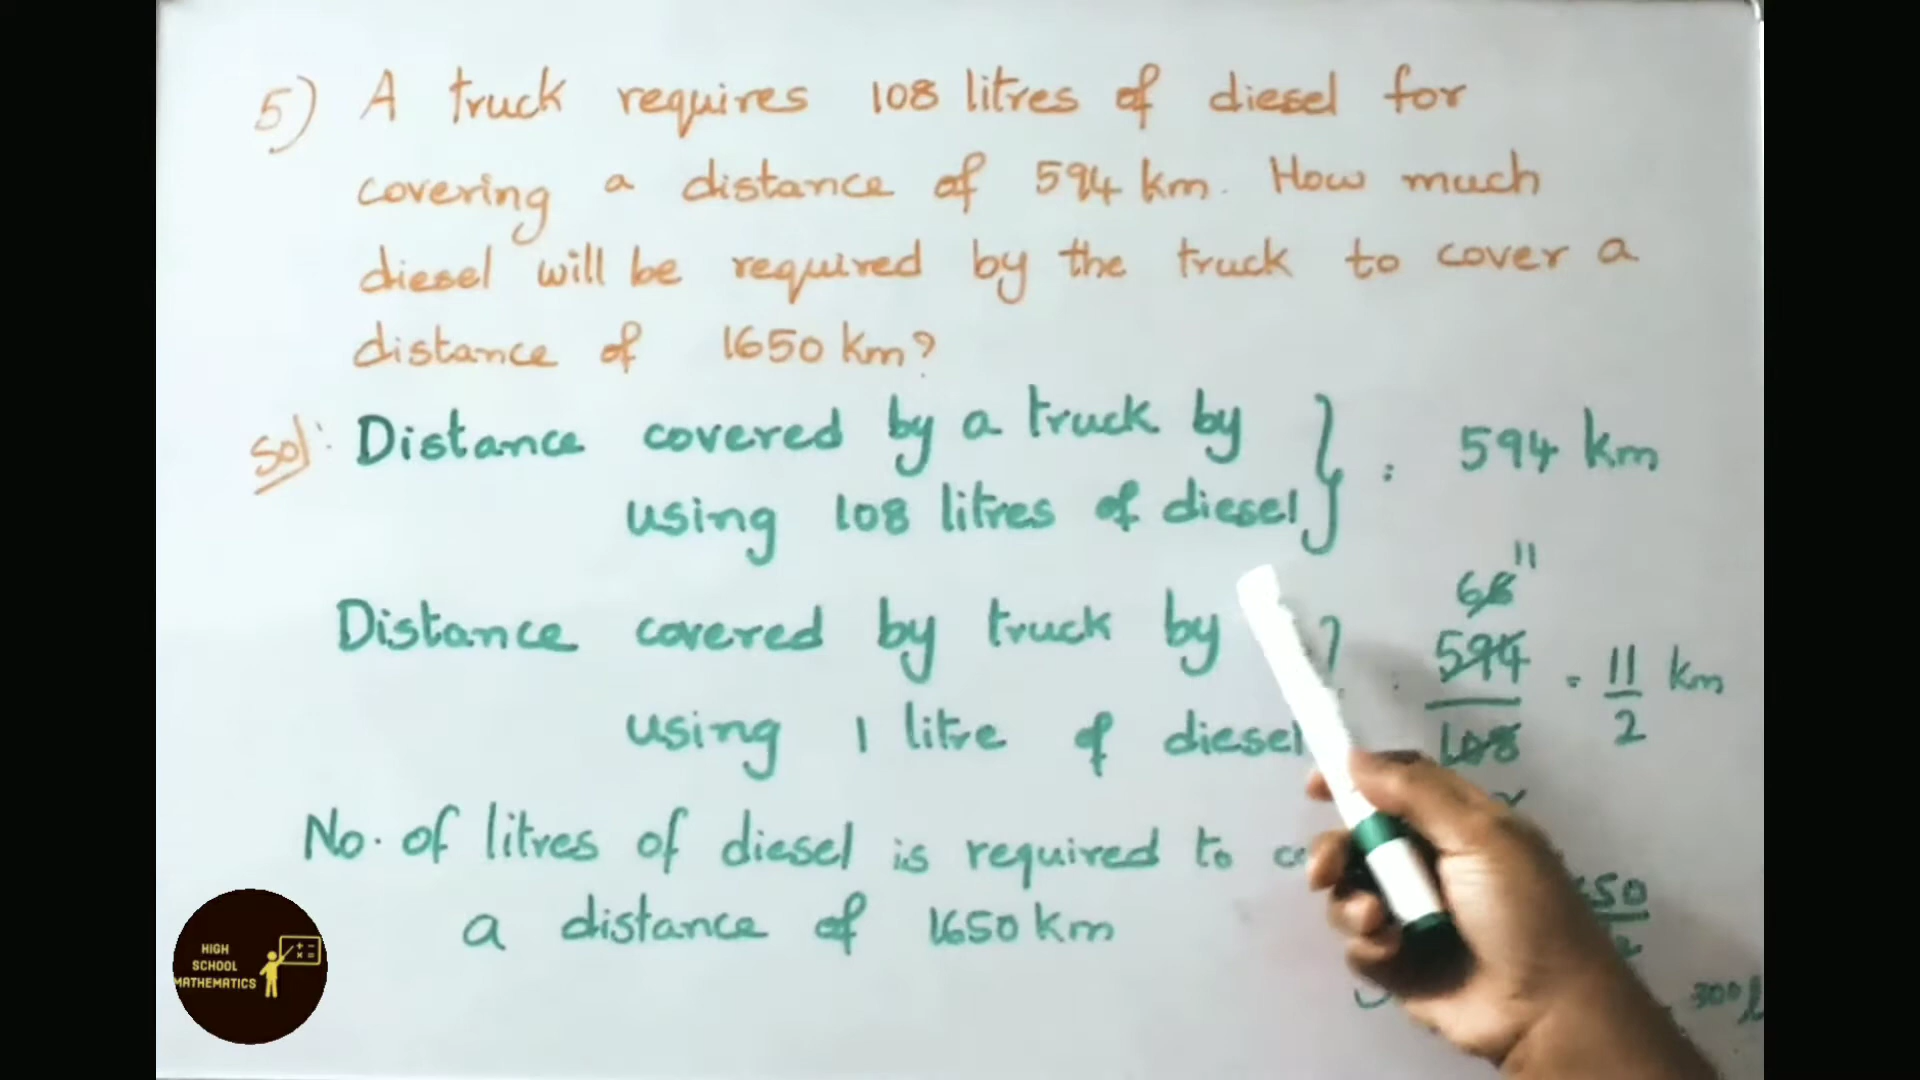 5) A truck requires 108 litres of diesel for
covering a distance of 594 km. How much
diesel will be required by the truck to cover a
distance of 1650 km?
Sol: Distance covered by a truck by
using 108 litres of diesel } : 594 km
68 11
Distance covered by truck by
using 1 litre of diesel 594/108 = 11/2 km
No. of litres of diesel is required to
a distance of 1650 km
300 l
HIGH
SCHOOL
MATHEMATICS